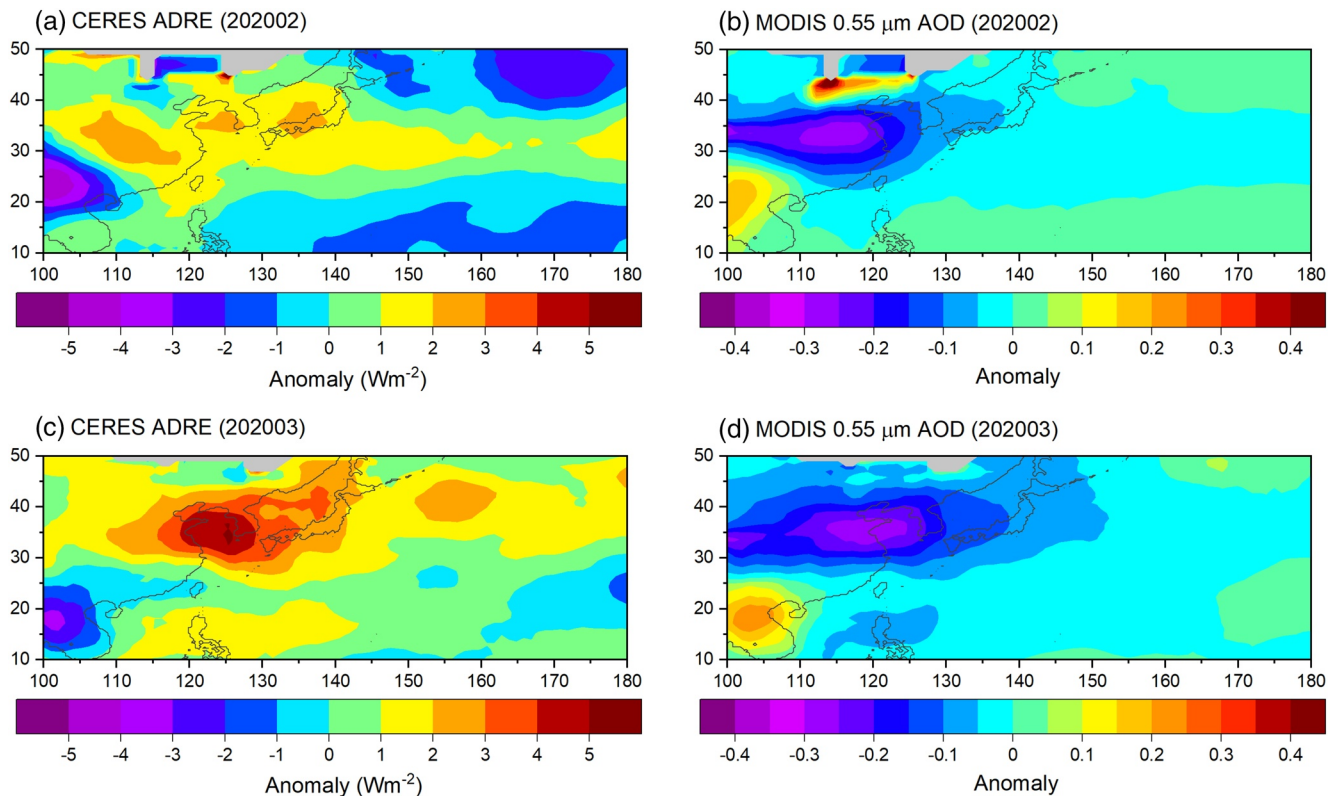 (a) CERES ADRE (202002)
(b) MODIS 0.55 μm AOD (202002)
50
40
30
20
10
100 110 120 130 140 150 160 170 180
50
40
30
20
10
100 110 120 130 140 150 160 170 180
-5 -4 -3 -2 -1 0 1 2 3 4 5
Anomaly (Wm-2)
-0.4 -0.3 -0.2 -0.1 0 0.1 0.2 0.3 0.4
Anomaly
(c) CERES ADRE (202003)
(d) MODIS 0.55 μm AOD (202003)
50
40
30
20
10
100 110 120 130 140 150 160 170 180
50
40
30
20
10
100 110 120 130 140 150 160 170 180
-5 -4 -3 -2 -1 0 1 2 3 4 5
Anomaly (Wm-2)
-0.4 -0.3 -0.2 -0.1 0 0.1 0.2 0.3 0.4
Anomaly